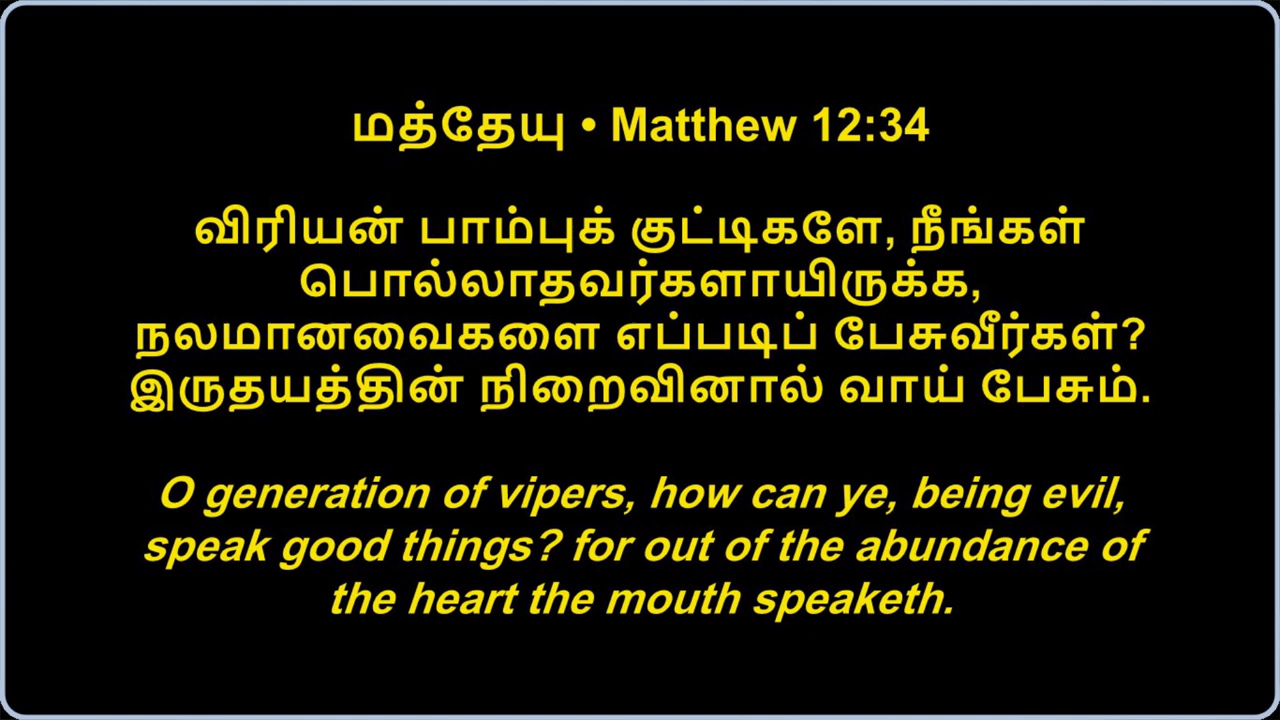 மத்தேயு • Matthew 12:34
விரியன் பாம்புக் குட்டிகளே, நீங்கள்
பொல்லாதவர்களாயிருக்க,
நலமானவைகளை எப்படிப் பேசுவீர்கள்?
இருதயத்தின் நிறைவினால் வாய் பேசும்.
O generation of vipers, how can ye, being evil,
speak good things? for out of the abundance of
the heart the mouth speaketh.